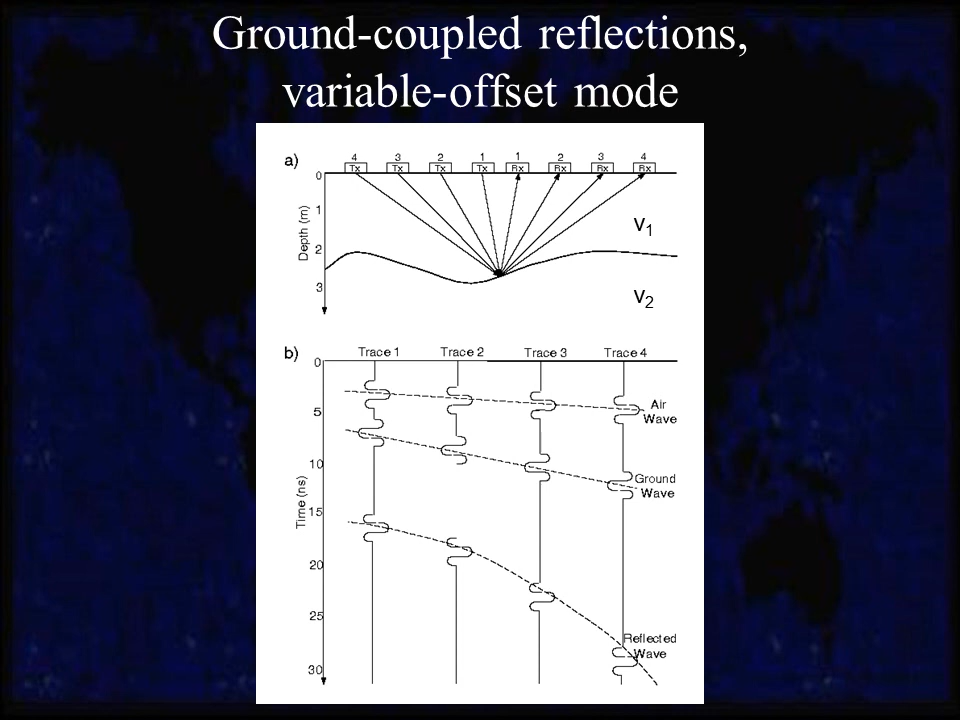 Ground-coupled reflections,
variable-offset mode
a)
4 3 2 1 1 2 3 4
Tx Tx Tx Tx Rx Rx Rx Rx
0
1
2
3
Depth (m)
v1
v2
b)
Trace 1 Trace 2 Trace 3 Trace 4
0
5
10
15
20
25
30
Time (ns)
Air
Wave
Ground
Wave
Reflected
Wave